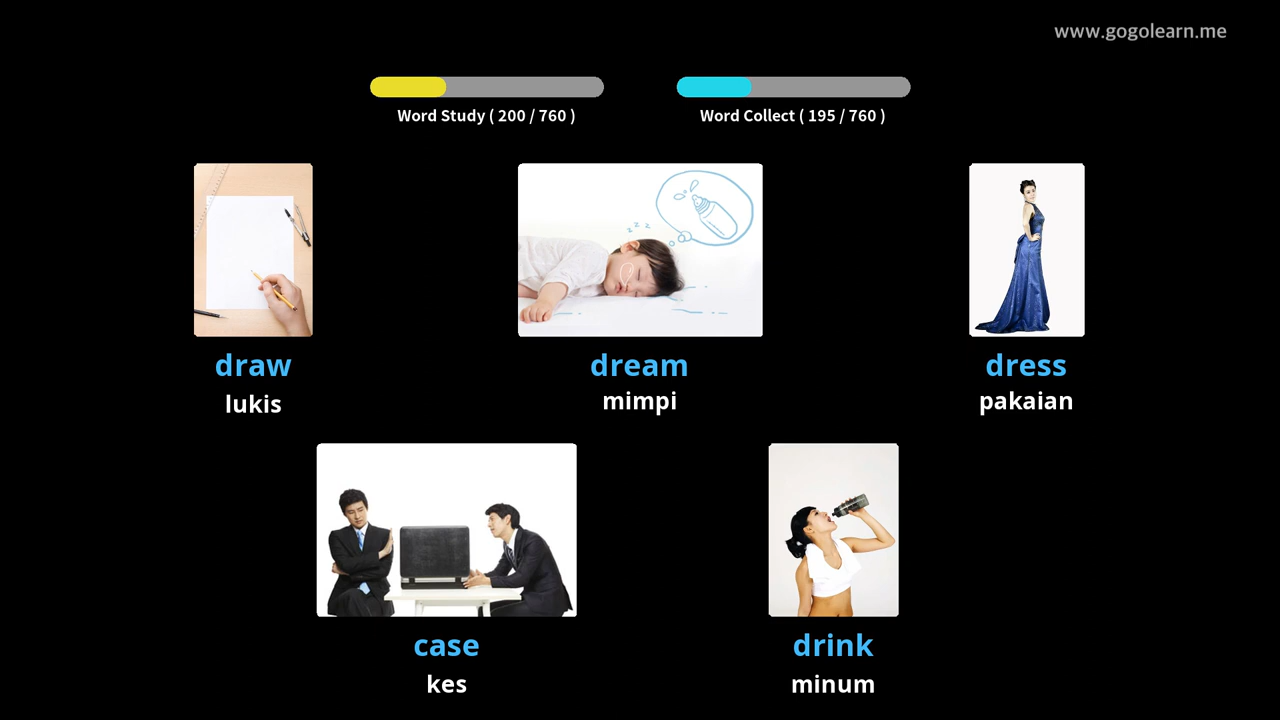 www.gogolearn.me
Word Study ( 200 / 760 )
Word Collect ( 195 / 760 )
draw
lukis
dream
mimpi
dress
pakaian
case
kes
drink
minum